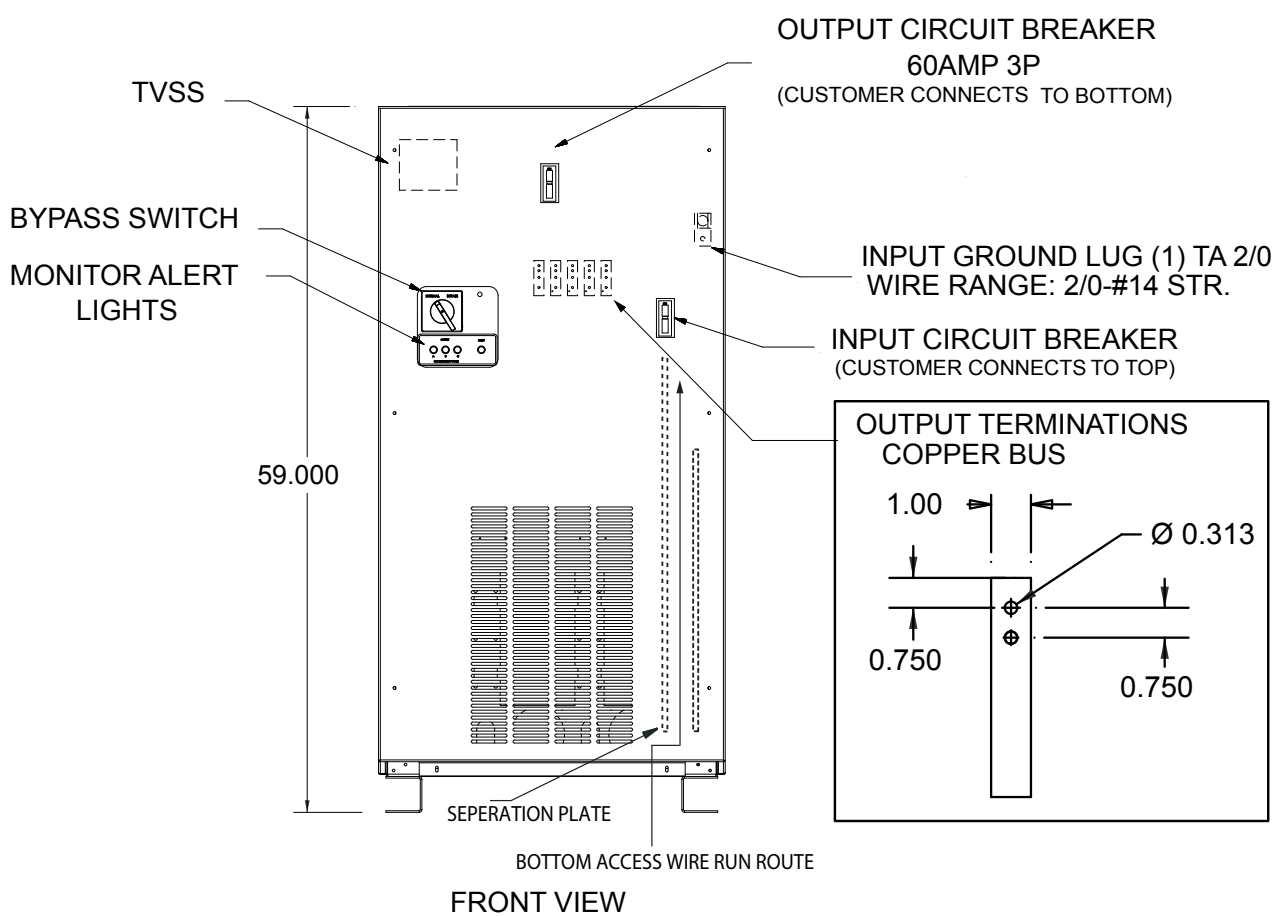 OUTPUT CIRCUIT BREAKER
60AMP 3P
(CUSTOMER CONNECTS TO BOTTOM)
TVSS
BYPASS SWITCH
MONITOR ALERT
LIGHTS
INPUT GROUND LUG (1) TA 2/0
WIRE RANGE: 2/0-#14 STR.
INPUT CIRCUIT BREAKER
(CUSTOMER CONNECTS TO TOP)
59.000
OUTPUT TERMINATIONS
COPPER BUS
1.00
Ø 0.313
0.750
0.750
SEPERATION PLATE
BOTTOM ACCESS WIRE RUN ROUTE
FRONT VIEW